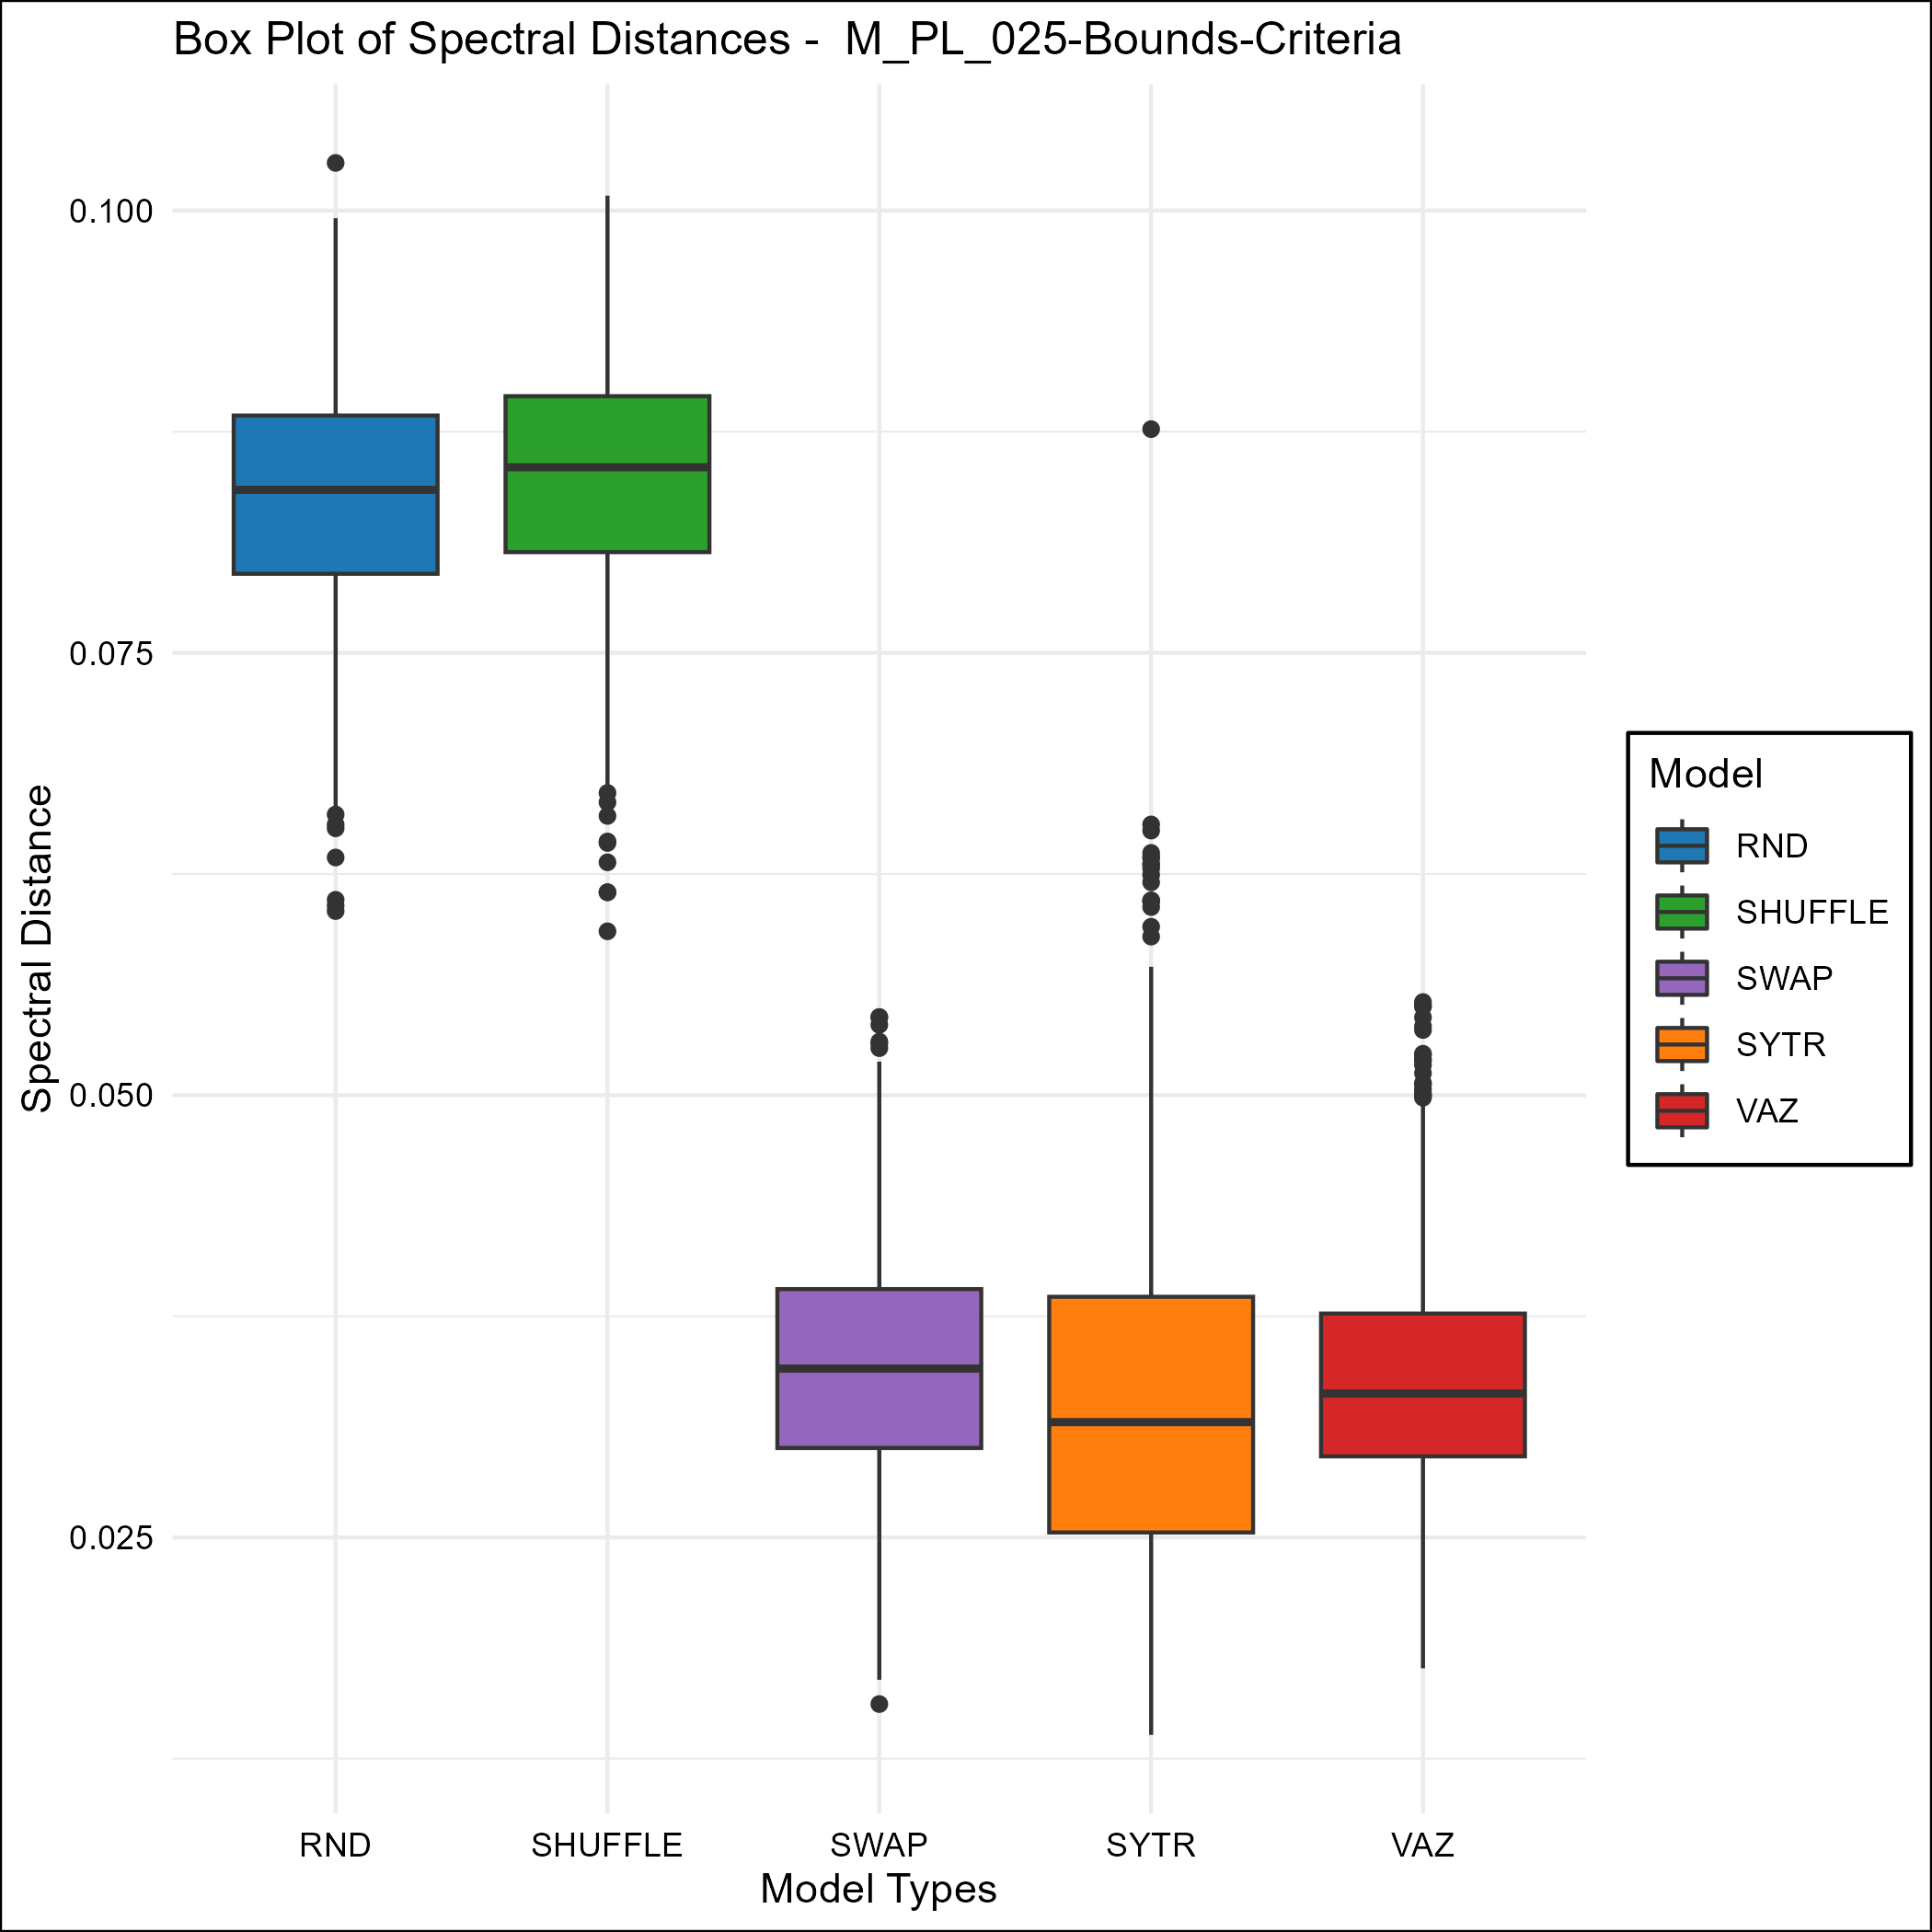 Box Plot of Spectral Distances -  M_PL_025-Bounds-Criteria
Spectral Distance
0.100
0.075
0.050
0.025
RND SHUFFLE SWAP SYTR VAZ
Model Types
Model
RND
SHUFFLE
SWAP
SYTR
VAZ